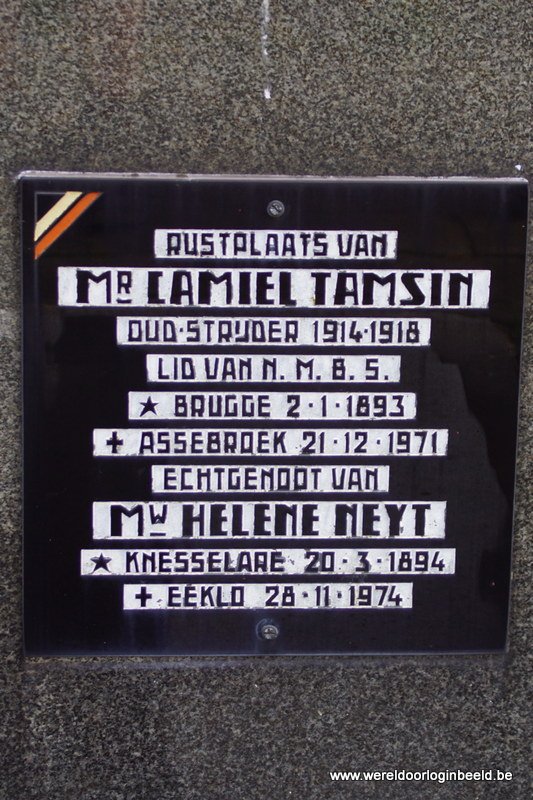 RUSTPLAATS VAN
MR CAMIEL TAMSIN
OUD·STRIJDER 1914·1918
LID VAN N. M. B. S.
★ BRUGGE 2·1·1893
✝ ASSEBROEK 21·12·1971
ECHTGENOOT VAN
MW HELENE NEYT
★ KNESSELARE 20·3·1894
✝ EEKLO 28·11·1974
www.wereldoorloginbeeld.be